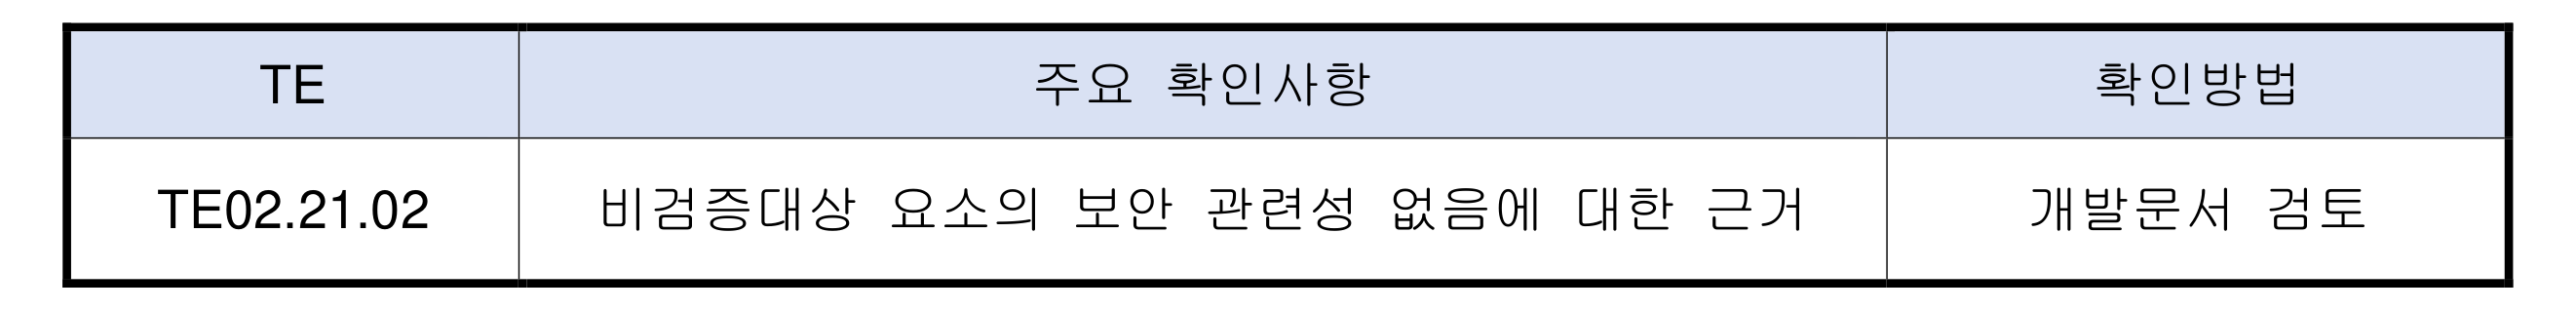 TE 주요 확인사항 확인방법
TE02.21.02 비검증대상 요소의 보안 관련성 없음에 대한 근거 개발문서 검토